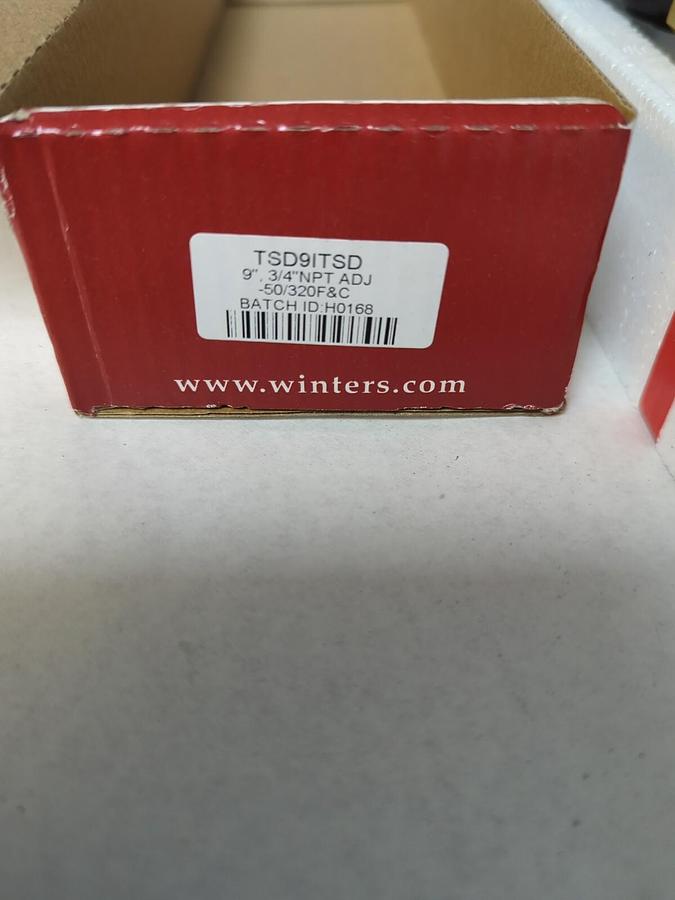 TSD9ITSD
9", 3/4"NPT ADJ
-50/320F&C
BATCH ID:H0168
www.winters.com